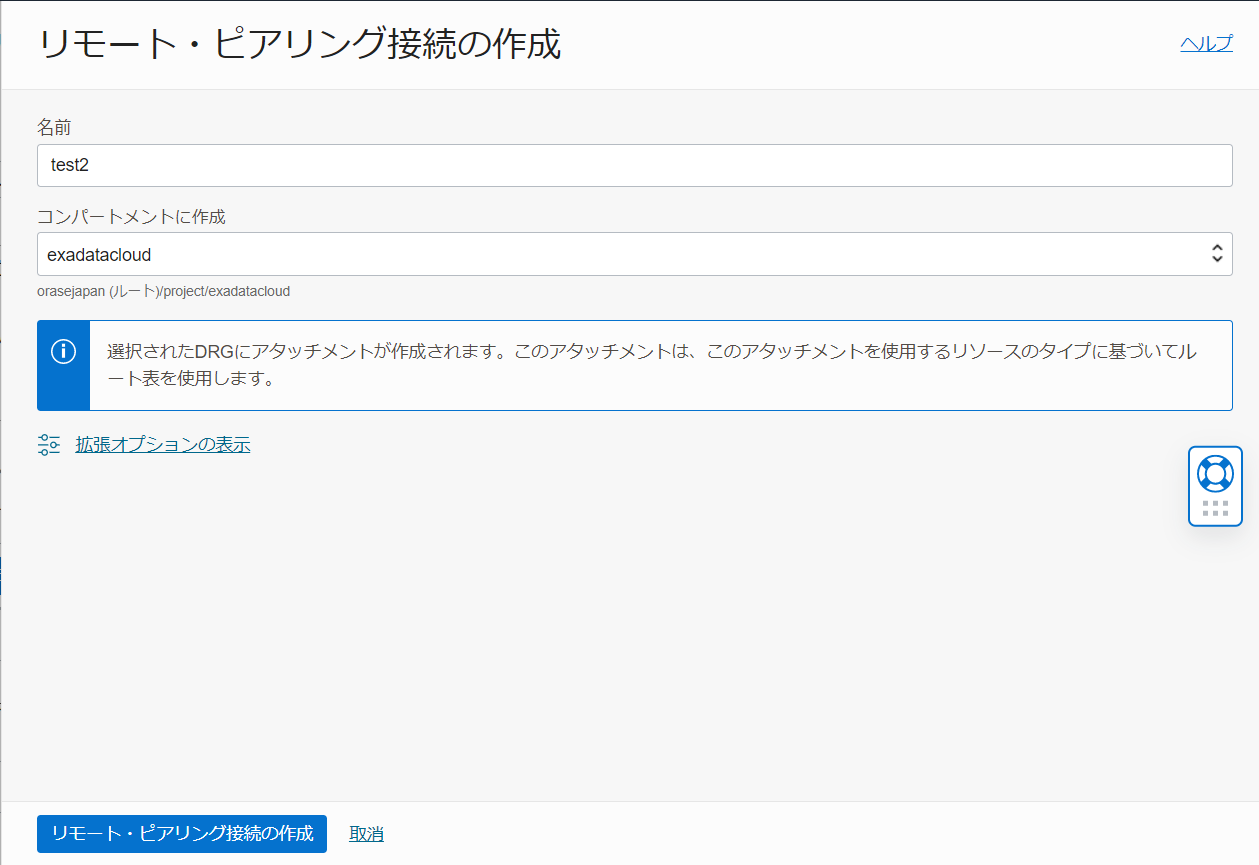 リモート・ピアリング接続の作成
ヘルプ
名前
test2
コンパートメントに作成
exadatacloud
orasejapan (ルート)/project/exadatacloud
選択されたDRGにアタッチメントが作成されます。このアタッチメントは、このアタッチメントを使用するリソースのタイプに基づいてル
ート表を使用します。
拡張オプションの表示
リモート・ピアリング接続の作成
取消